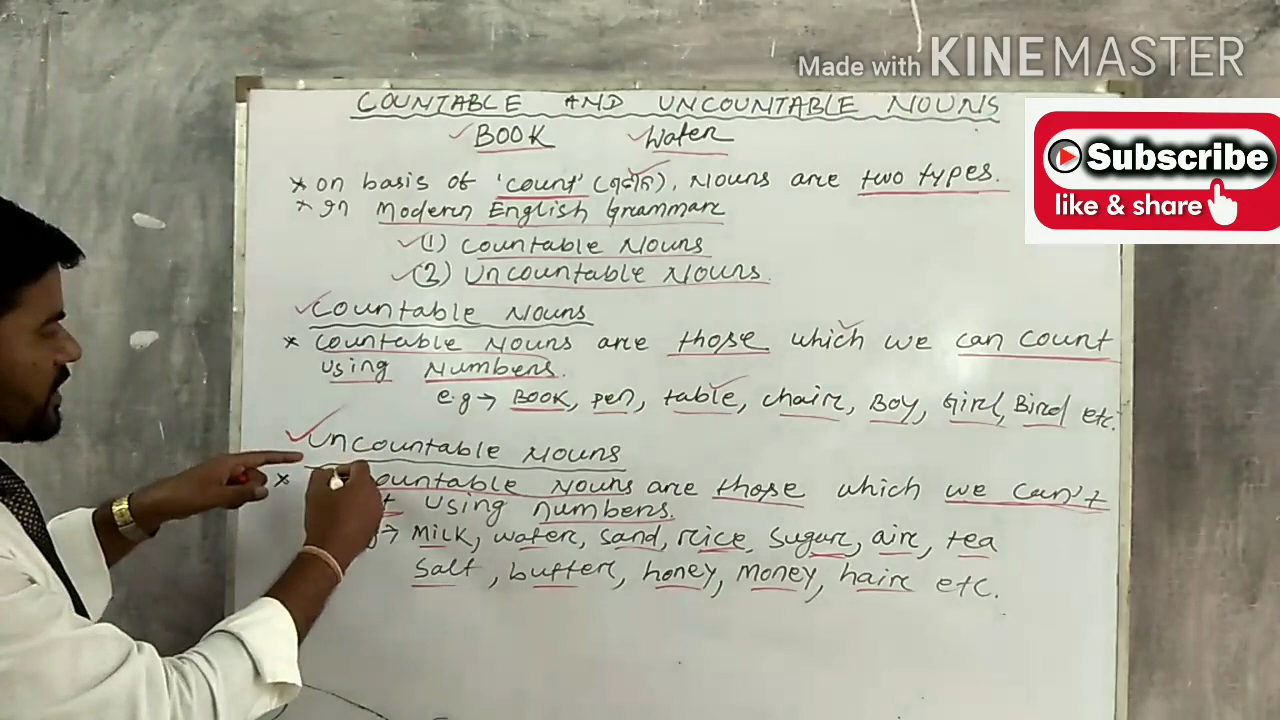 Made with KINEMASTER
COUNTABLE AND UNCOUNTABLE NOUNS
BOOK Water
Subscribe
like & share
* on basis of 'count' ( ), Nouns are two types.
* In Modern English Grammar
(1) Countable Nouns
(2) Uncountable Nouns.
Countable Nouns
* Countable Nouns are those which we can count
using Numbers.
e.g → BOOK, pen, table, chair, Boy, Girl, Bird etc.
Uncountable Nouns
* ountable Nouns are those which we can't
t using numbers.
g → Milk, water, sand, rice, sugar, air, tea
salt, butter, honey, money, hair etc.